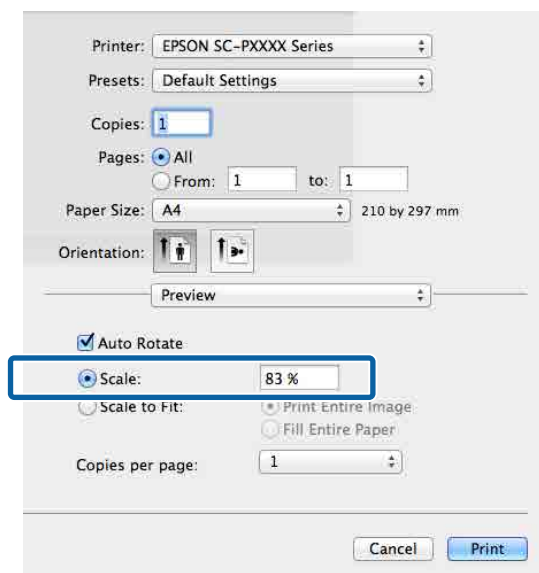 Printer: EPSON SC-PXXXX Series
Presets: Default Settings
Copies: 1
Pages: All
From: 1 to: 1
Paper Size: A4 210 by 297 mm
Orientation:
Preview
Auto Rotate
Scale: 83 %
Scale to Fit: Print Entire Image
Fill Entire Paper
Copies per page: 1
Cancel Print